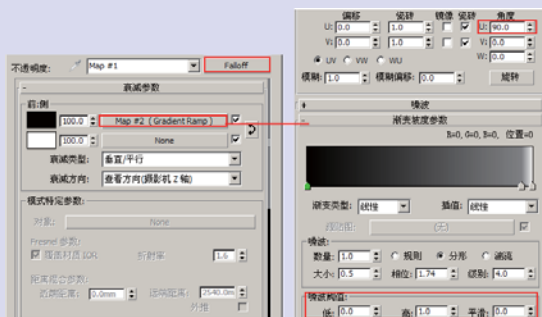 不透明度: Map #1 Falloff
- 衰减参数
前:侧
100.0 Map #2 (Gradient Ramp)
100.0 None
衰减类型: 垂直/平行
衰减方向: 查看方向(摄影机 Z 轴)
模式特定参数:
对象: None
Fresnel 参数:
覆盖材质 IOR 折射率 1.6
距离混合参数:
近端距离: 0.0mm 远端距离: 2540.0m
外推
偏移 瓷砖 镜像 瓷砖 角度
U: 0.0 1.0 U: 90.0
V: 0.0 1.0 V: 0.0
UV VW WU W: 0.0
模糊: 1.0 模糊偏移: 0.0 旋转
+ 噪波
- 渐变坡度参数
R=0, G=0, B=0, 位置=0
渐变类型: 线性 插值: 线性
(无)
噪波:
数量: 1.0 规则 分形 湍流
大小: 0.5 相位: 1.74 级别: 4.0
噪波阈值:
低: 0.0 高: 1.0 平滑: 0.0